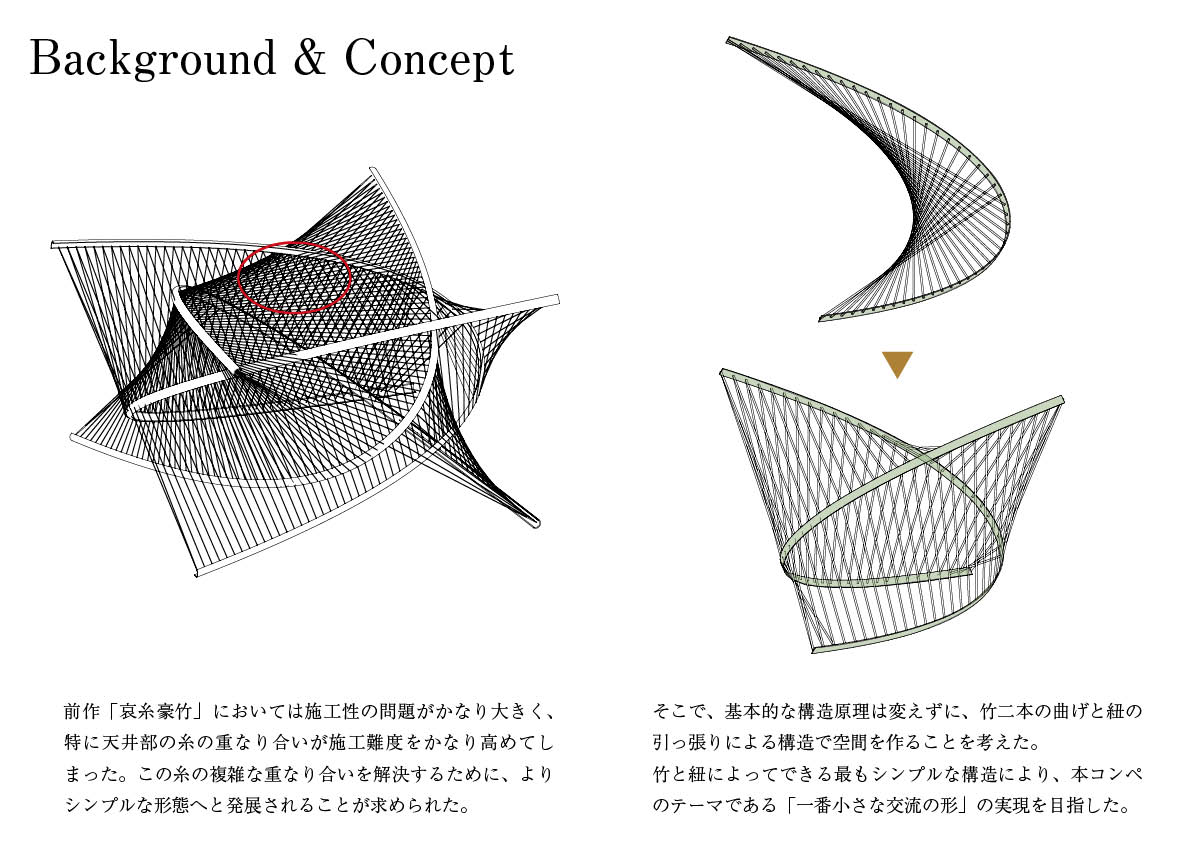 Background & Concept
前作「哀糸豪竹」においては施工性の問題がかなり大きく、
特に天井部の糸の重なり合いが施工難度をかなり高めてし
まった。この糸の複雑な重なり合いを解決するために、より
シンプルな形態へと発展されることが求められた。
そこで、基本的な構造原理は変えずに、竹二本の曲げと紐の
引っ張りによる構造で空間を作ることを考えた。
竹と紐によってできる最もシンプルな構造により、本コンペ
のテーマである「一番小さな交流の形」の実現を目指した。